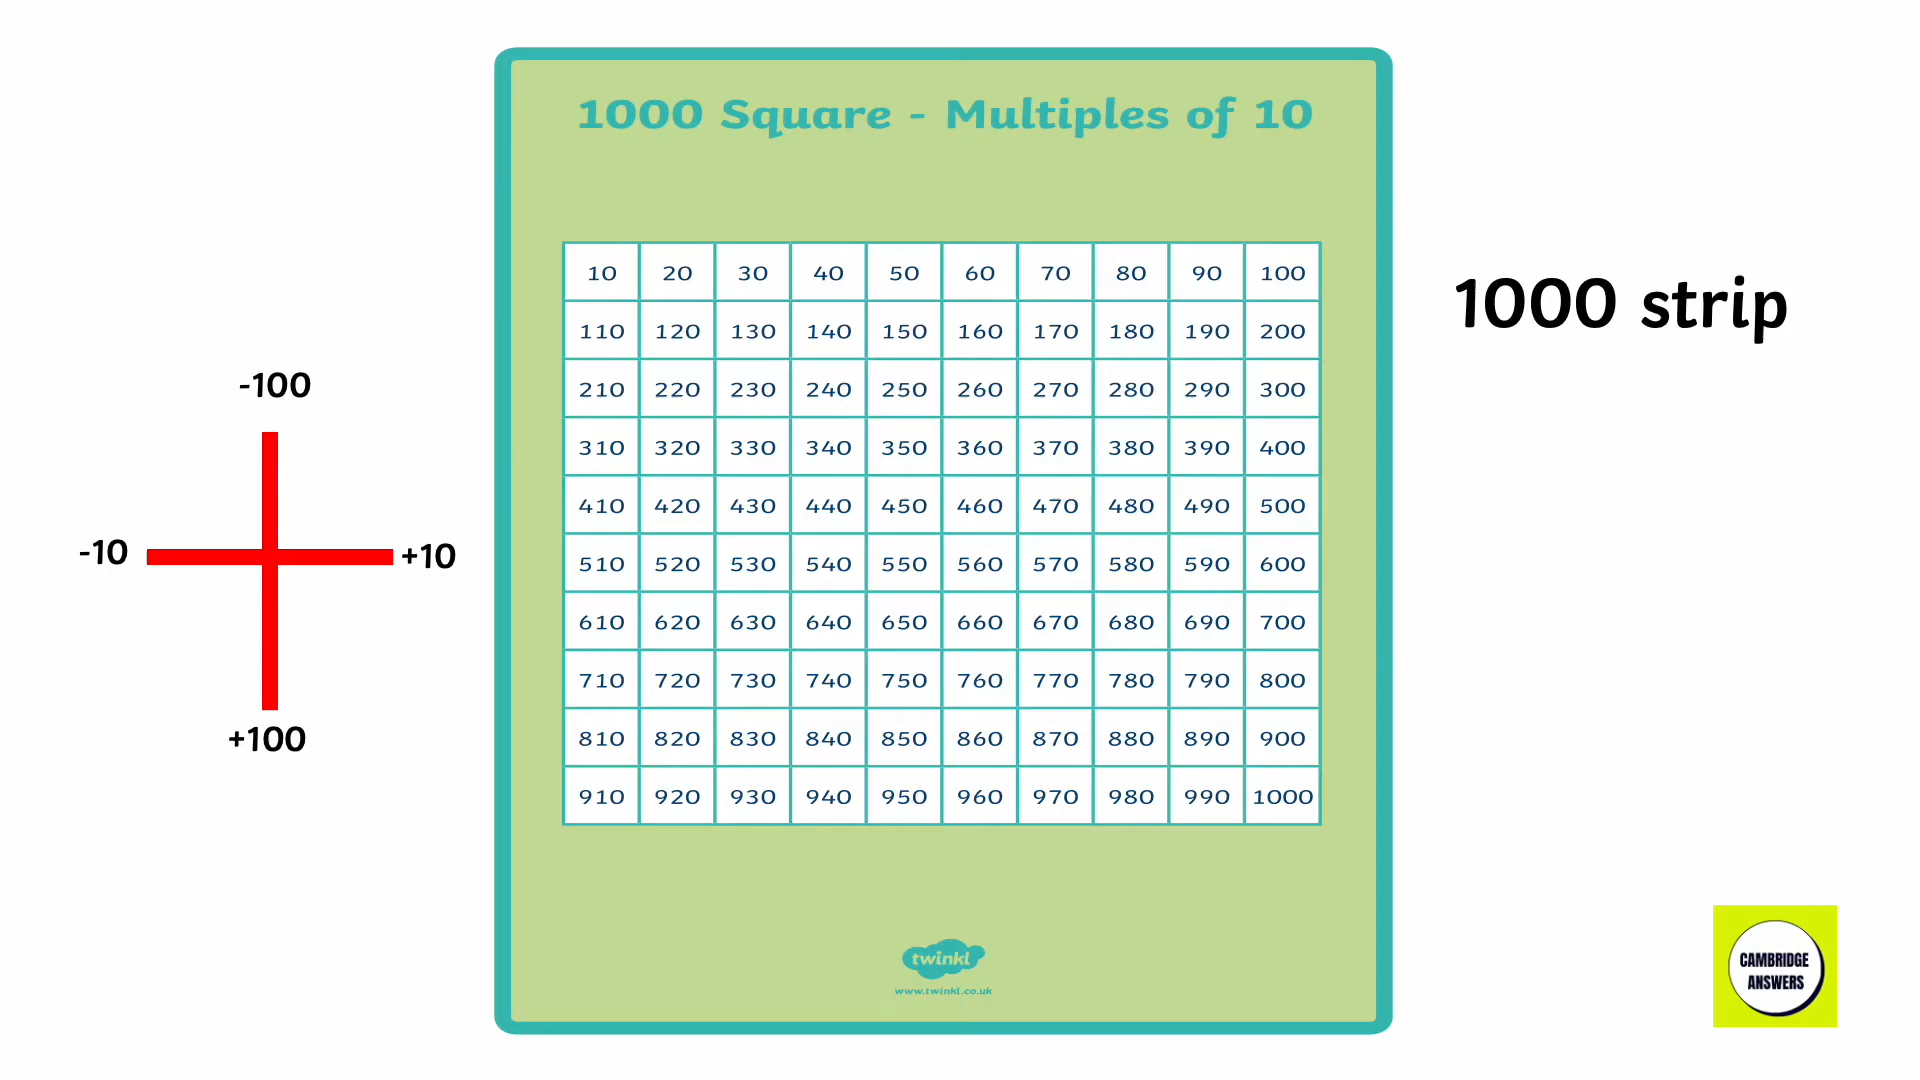 1000 Square - Multiples of 10
10 20 30 40 50 60 70 80 90 100
110 120 130 140 150 160 170 180 190 200
210 220 230 240 250 260 270 280 290 300
310 320 330 340 350 360 370 380 390 400
410 420 430 440 450 460 470 480 490 500
510 520 530 540 550 560 570 580 590 600
610 620 630 640 650 660 670 680 690 700
710 720 730 740 750 760 770 780 790 800
810 820 830 840 850 860 870 880 890 900
910 920 930 940 950 960 970 980 990 1000
twinkl
www.twinkl.co.uk
-100
-10 +10
+100
1000 strip
CAMBRIDGE
ANSWERS